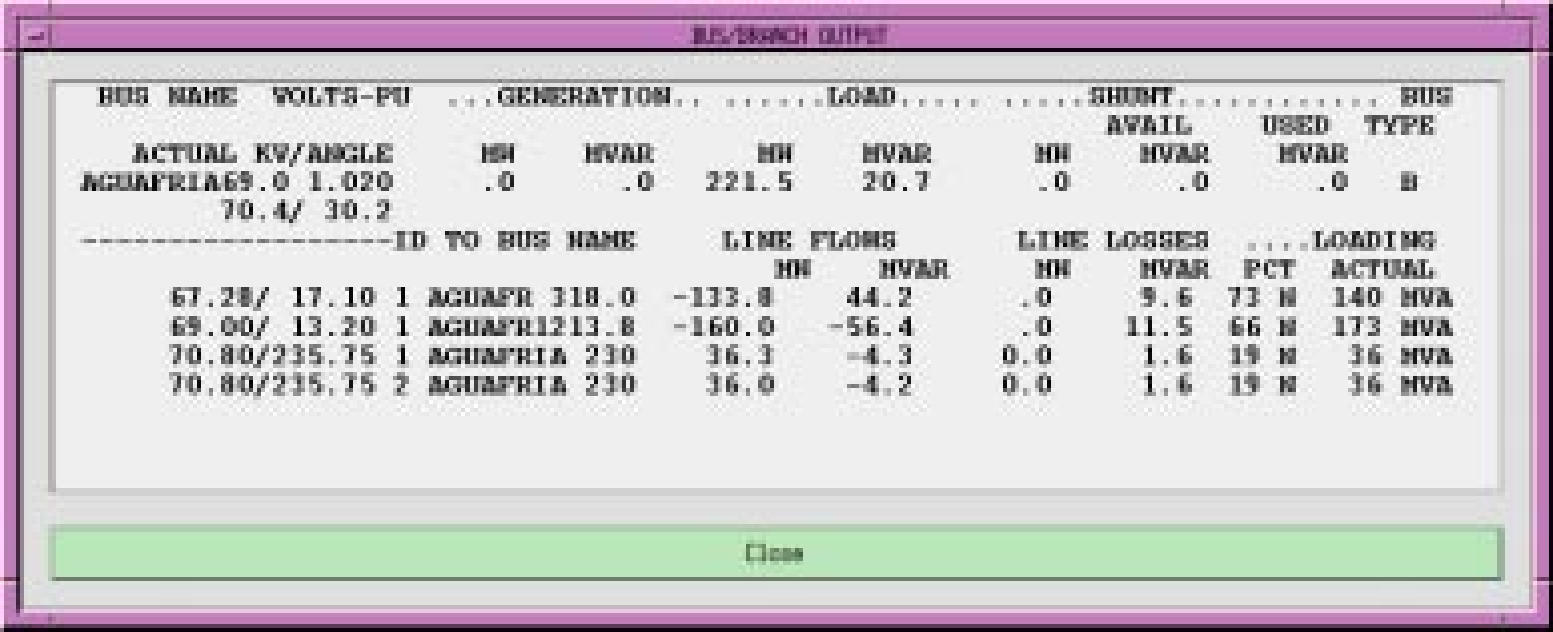 BUS/BRANCH OUTPUT
BUS NAME VOLTS-PU ...GENERATION.. ......LOAD..... .....SHUNT............ BUS
AVAIL USED TYPE
ACTUAL KV/ANGLE MW MVAR MW MVAR MW MVAR MVAR
AGUAFRIA69.0 1.020 .0 .0 221.5 20.7 .0 .0 .0
70.4/ 30.2
------------------ID TO BUS NAME LINE FLOWS LINE LOSSES ....LOADING
MW MVAR MW MVAR PCT ACTUAL
67.28/ 17.10 1 AGUAFR 318.0 -133.8 44.2 .0 9.6 73 N 140 MVA
69.00/ 13.20 1 AGUAFR1213.8 -160.0 -56.4 .0 11.5 66 N 173 MVA
70.80/235.75 1 AGUAFRIA 230 36.3 -4.3 0.0 1.6 19 N 36 MVA
70.80/235.75 2 AGUAFRIA 230 36.0 -4.2 0.0 1.6 19 N 36 MVA
Close